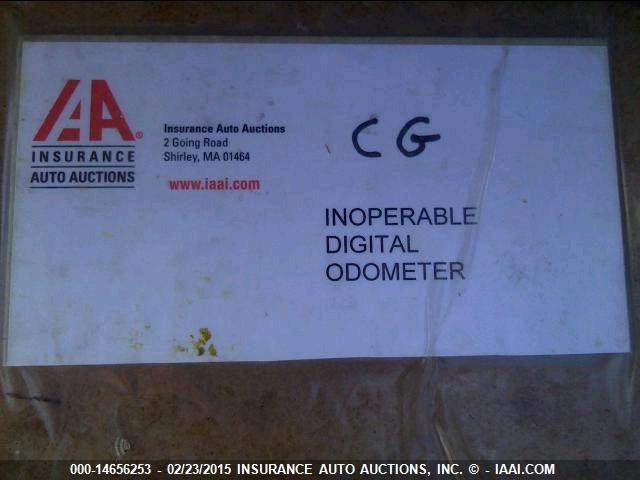 IAA®
INSURANCE
AUTO AUCTIONS
Insurance Auto Auctions
2 Going Road
Shirley, MA 01464
www.iaai.com
CG
INOPERABLE
DIGITAL
ODOMETER
000-14656253 - 02/23/2015 INSURANCE AUTO AUCTIONS, INC. © - IAAI.COM